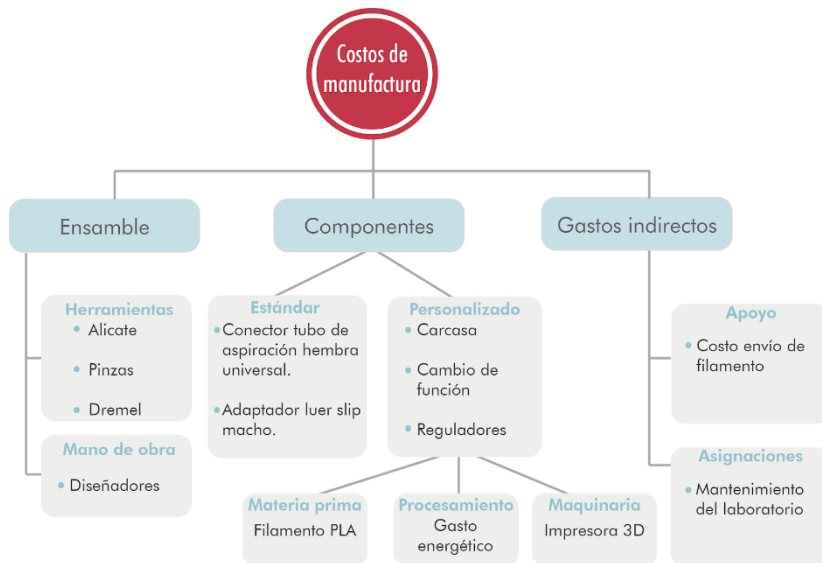 Costos de
manufactura
Ensamble
Componentes
Gastos indirectos
Herramientas
• Alicate
• Pinzas
• Dremel
Mano de obra
• Diseñadores
Estándar
• Conector tubo de
aspiración hembra
universal.
• Adaptador luer slip
macho.
Personalizado
• Carcasa
• Cambio de
función
• Reguladores
Materia prima
Filamento PLA
Procesamiento
Gasto
energético
Maquinaria
Impresora 3D
Apoyo
• Costo envío de
filamento
Asignaciones
• Mantenimiento
del laboratorio